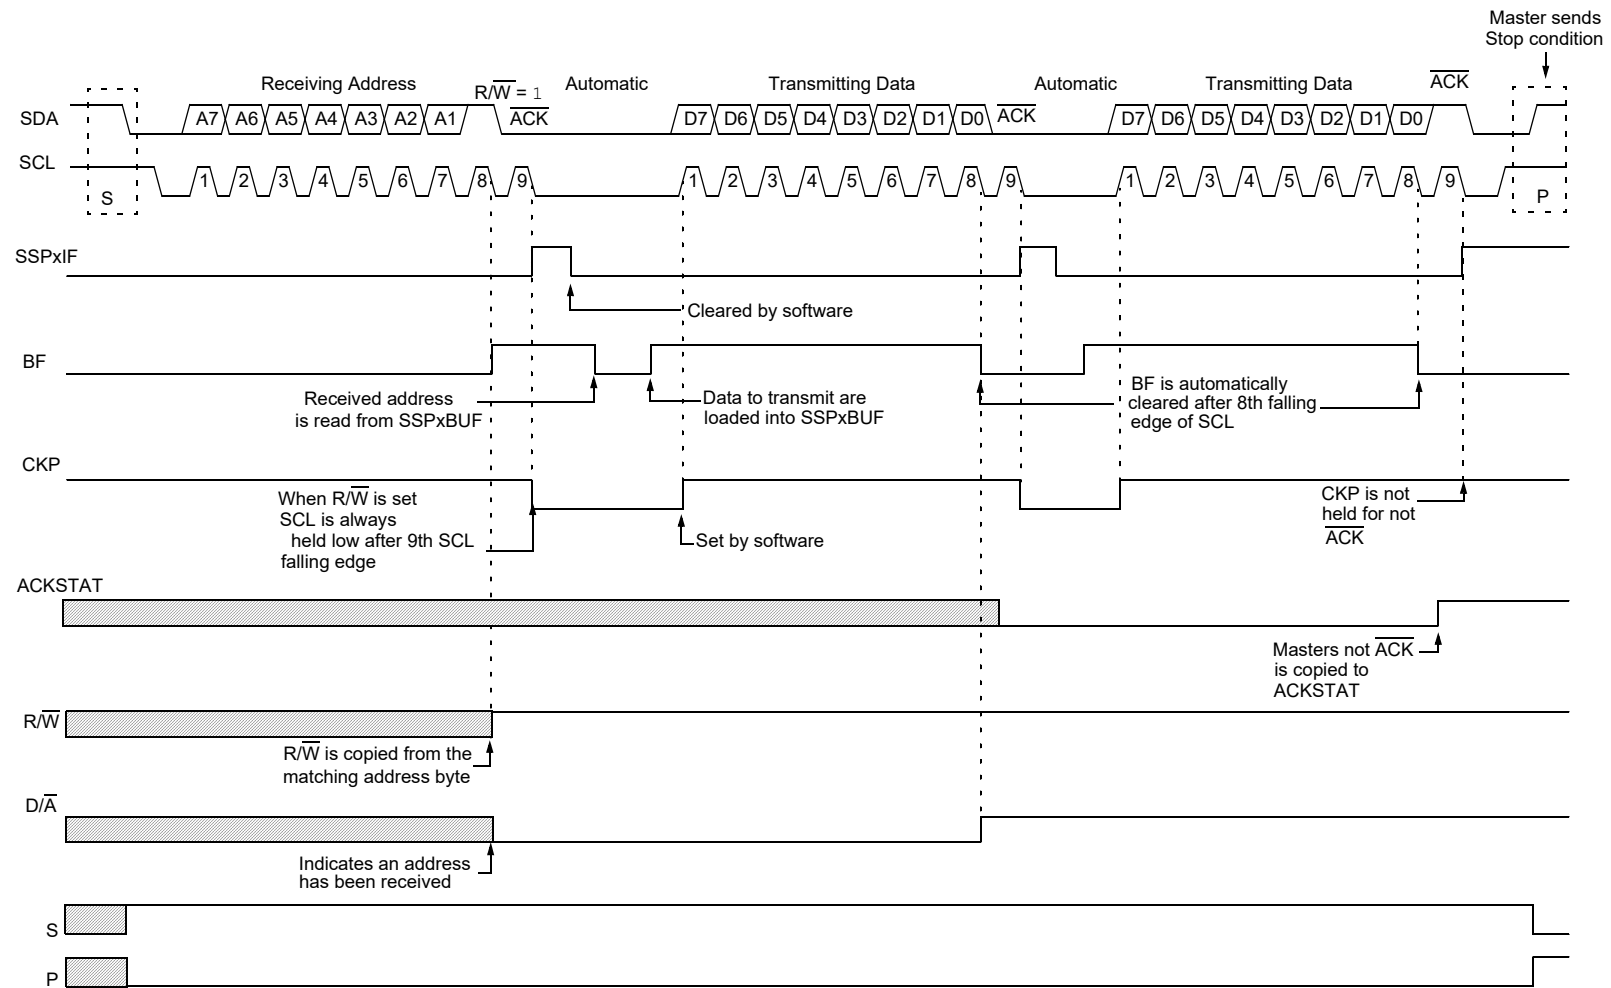 Master sends
Stop condition
Receiving Address
R/W = 1
Automatic
Transmitting Data
Automatic
Transmitting Data
ACK
SDA
A7 A6 A5 A4 A3 A2 A1
ACK
D7 D6 D5 D4 D3 D2 D1 D0
ACK
D7 D6 D5 D4 D3 D2 D1 D0
SCL
1 2 3 4 5 6 7 8 9
1 2 3 4 5 6 7 8 9
1 2 3 4 5 6 7 8 9
S
P
SSPxIF
Cleared by software
BF
Received address
is read from SSPxBUF
Data to transmit are
loaded into SSPxBUF
BF is automatically
cleared after 8th falling
edge of SCL
CKP
When R/W is set
SCL is always
held low after 9th SCL
falling edge
Set by software
CKP is not
held for not
ACK
ACKSTAT
Masters not ACK
is copied to
ACKSTAT
R/W
R/W is copied from the
matching address byte
D/A
Indicates an address
has been received
S
P